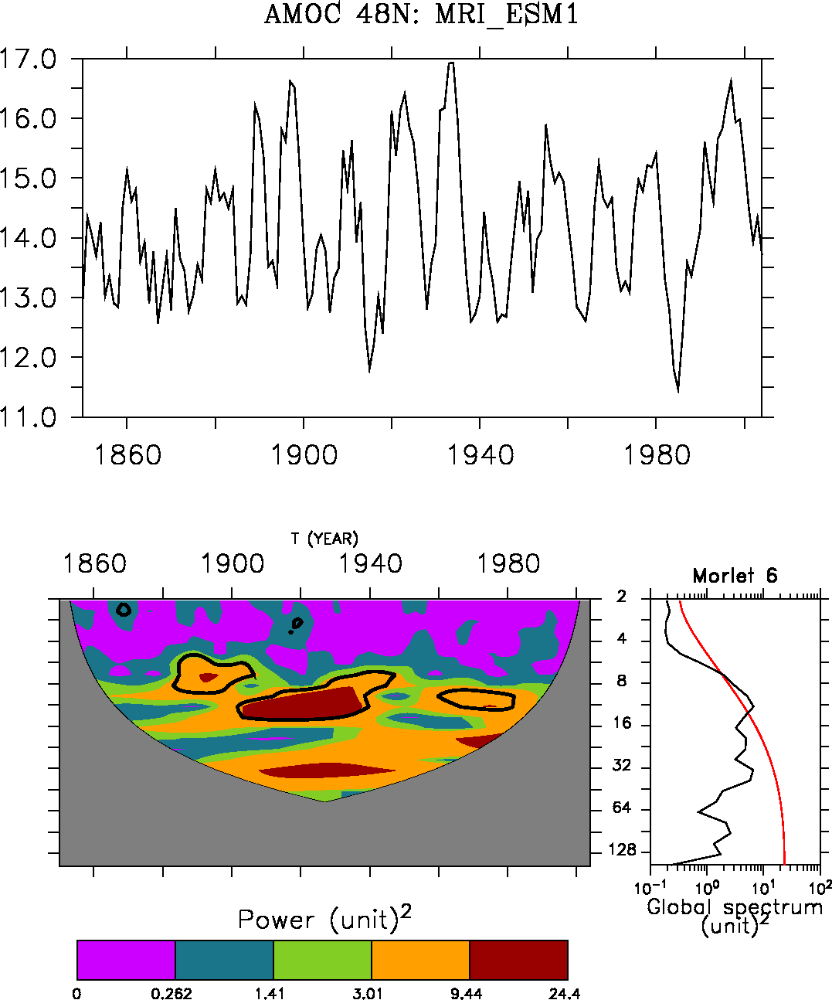 AMOC 48N: MRI_ESM1
17.0
16.0
15.0
14.0
13.0
12.0
11.0
1860 1900 1940 1980
T (YEAR)
1860 1900 1940 1980
Morlet 6
2
4
8
16
32
64
128
10-1 100 101 102
Global spectrum
(unit)2
Power (unit)2
0 0.262 1.41 3.01 9.44 24.4